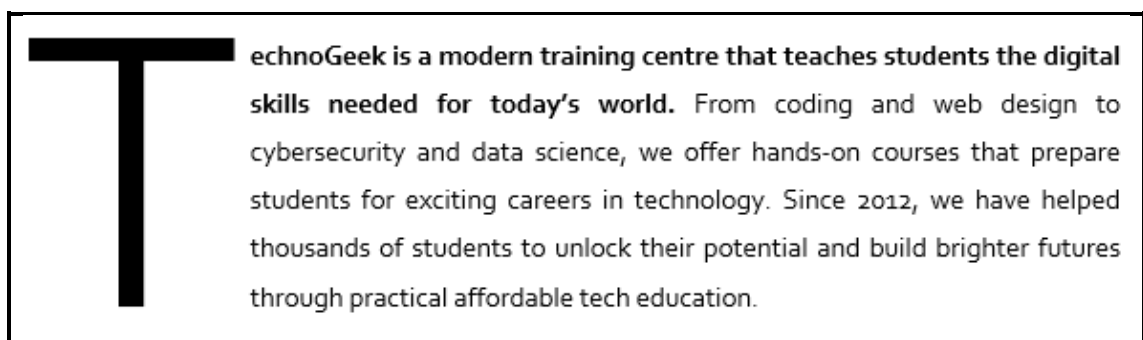 TechnoGeek is a modern training centre that teaches students the digital
skills needed for today’s world. From coding and web design to
cybersecurity and data science, we offer hands-on courses that prepare
students for exciting careers in technology. Since 2012, we have helped
thousands of students to unlock their potential and build brighter futures
through practical affordable tech education.